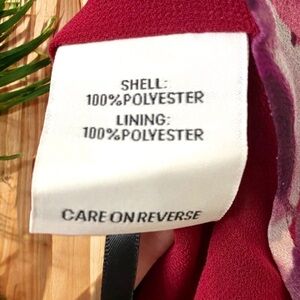 SHELL:
100%POLYESTER
LINING:
100%POLYESTER
CARE ON REVERSE